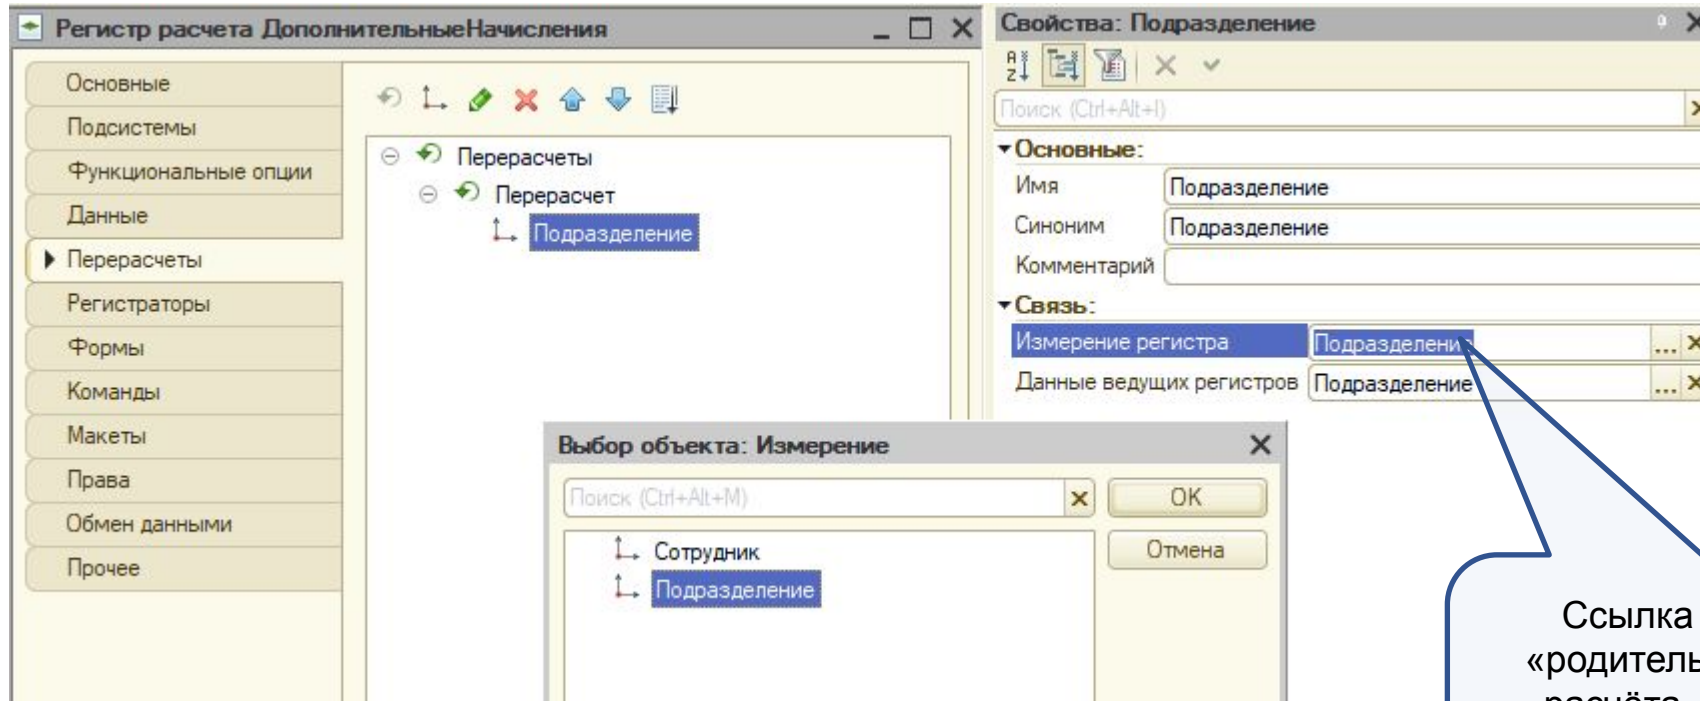 Регистр расчета ДополнительныеНачисления
Основные
Подсистемы
Функциональные опции
Данные
Перерасчеты
Регистраторы
Формы
Команды
Макеты
Права
Обмен данными
Прочее
Перерасчеты
Перерасчет
Подразделение
Свойства: Подразделение
Поиск (Ctrl+Alt+I)
Основные:
Имя Подразделение
Синоним Подразделение
Комментарий
Связь:
Измерение регистра Подразделение ...
Данные ведущих регистров Подразделение ...
Выбор объекта: Измерение
Поиск (Ctrl+Alt+M)
OK
Сотрудник
Отмена
Подразделение
Ссылка
«родитель
расчёта